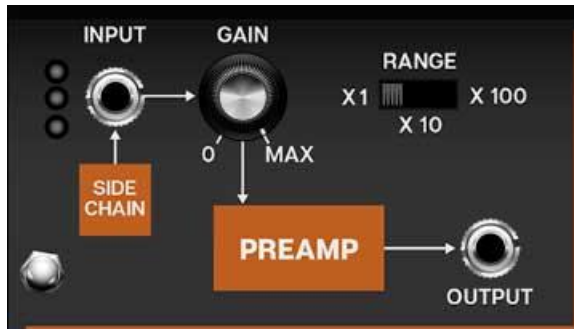 INPUT
GAIN
RANGE
X1
X 100
X 10
0
MAX
SIDE
CHAIN
PREAMP
OUTPUT